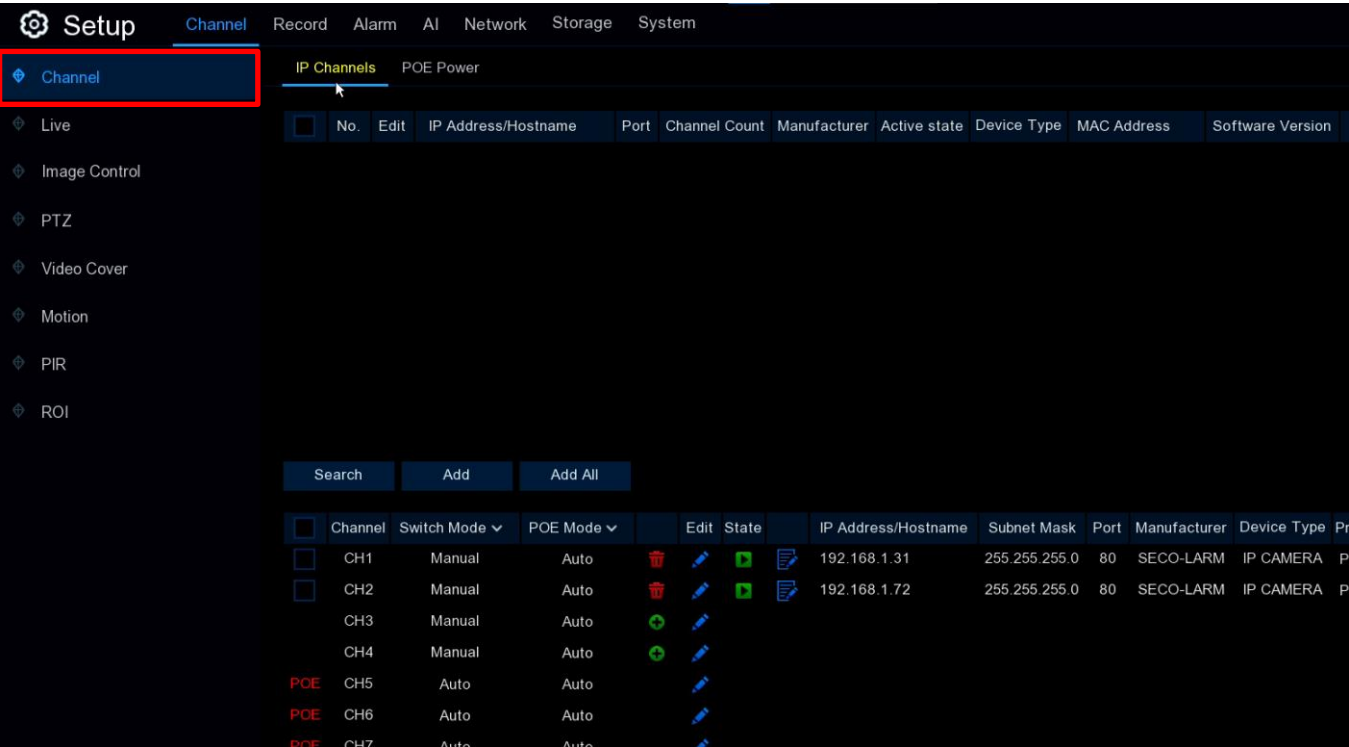 Setup Channel Record Alarm AI Network Storage System
Channel
IP Channels POE Power
No. Edit IP Address/Hostname Port Channel Count Manufacturer Active state Device Type MAC Address Software Version
Live
Image Control
PTZ
Video Cover
Motion
PIR
ROI
Search Add Add All
Channel Switch Mode POE Mode Edit State IP Address/Hostname Subnet Mask Port Manufacturer Device Type Pr
CH1 Manual Auto 192.168.1.31 255.255.255.0 80 SECO-LARM IP CAMERA P
CH2 Manual Auto 192.168.1.72 255.255.255.0 80 SECO-LARM IP CAMERA P
CH3 Manual Auto
CH4 Manual Auto
POE CH5 Auto Auto
POE CH6 Auto Auto
POE CH7 Auto Auto